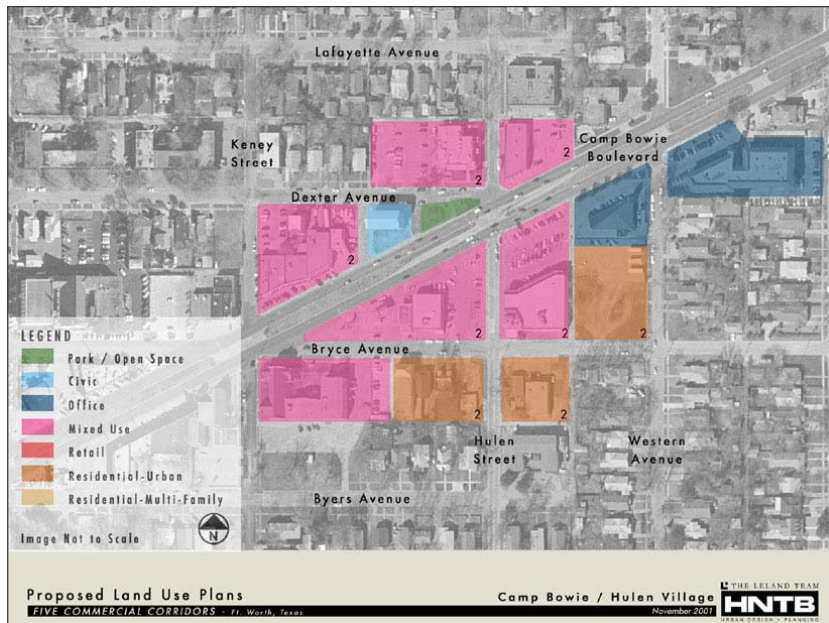 Lafayette Avenue
Keney
Street
Camp Bowie
Boulevard
2
2
Dexter Avenue
2
2
2
2
Bryce Avenue
2
2
Hulen
Street
Western
Avenue
Byers Avenue
LEGEND
Park / Open Space
Civic
Office
Mixed Use
Retail
Residential-Urban
Residential-Multi-Family
Image Not to Scale
N
Proposed Land Use Plans
FIVE COMMERCIAL CORRIDORS - Ft. Worth, Texas
Camp Bowie / Hulen Village
November 2001
THE LELAND TEAM
HNTB
URBAN DESIGN + PLANNING